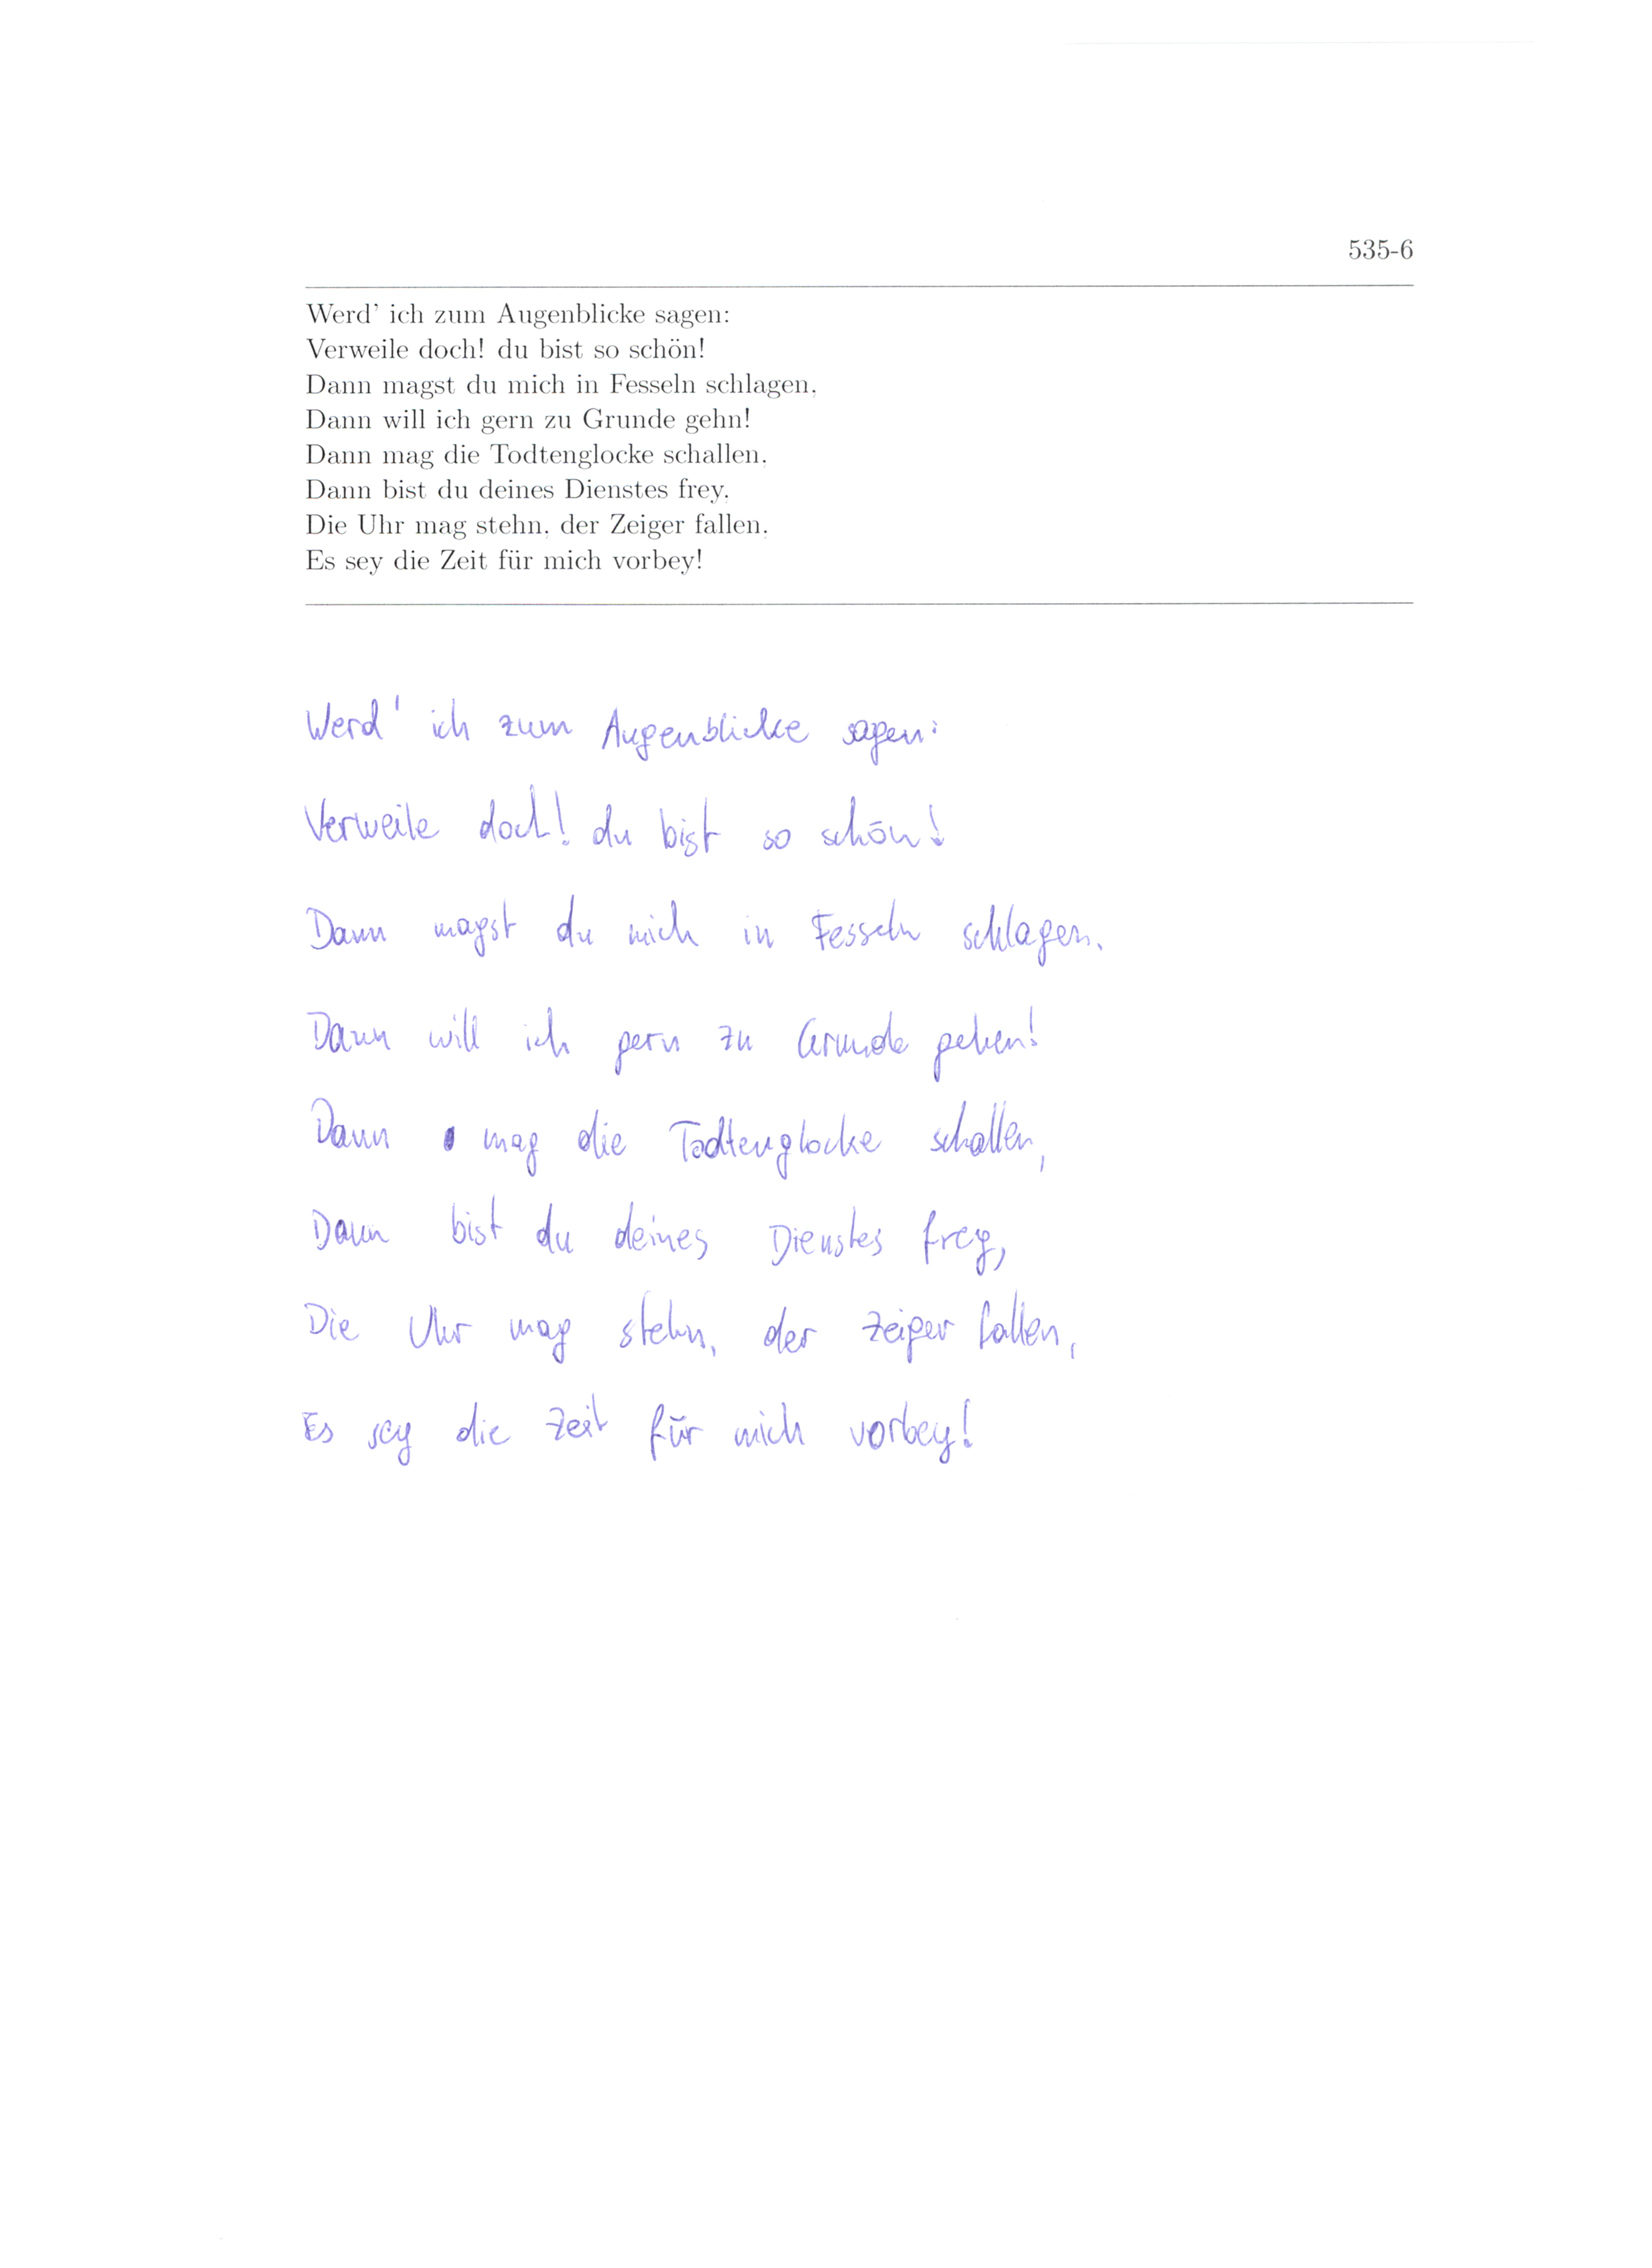 535-6
Werd' ich zum Augenblicke sagen:
Verweile doch! du bist so schön!
Dann magst du mich in Fesseln schlagen,
Dann will ich gern zu Grunde gehn!
Dann mag die Todtenglocke schallen,
Dann bist du deines Dienstes frey,
Die Uhr mag stehn, der Zeiger fallen,
Es sey die Zeit für mich vorbey!
Werd' ich zum Augenblicke sagen:
Verweile doch! du bist so schön!
Dann magst du mich in Fesseln schlagen,
Dann will ich gern zu Grunde gehen!
Dann mag die Todtenglocke schallen,
Dann bist du deines Dienstes frey,
Die Uhr mag stehn, der Zeiger fallen,
Es sey die Zeit für mich vorbey!